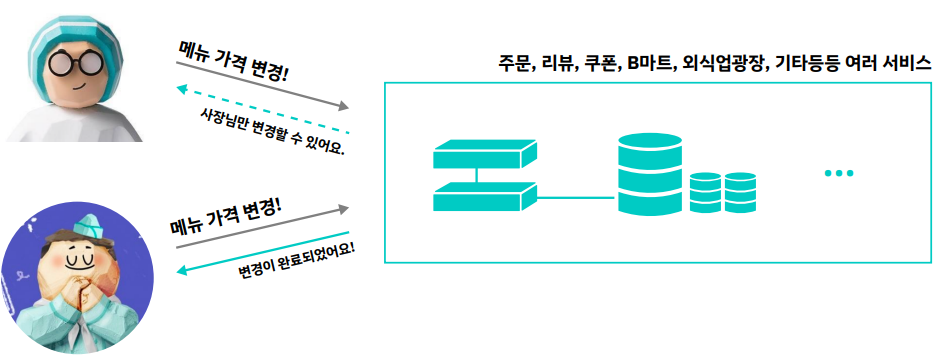 메뉴 가격 변경!
사장님만 변경할 수 있어요.
주문, 리뷰, 쿠폰, B마트, 외식업광장, 기타등등 여러 서비스
메뉴 가격 변경!
변경이 완료되었어요!